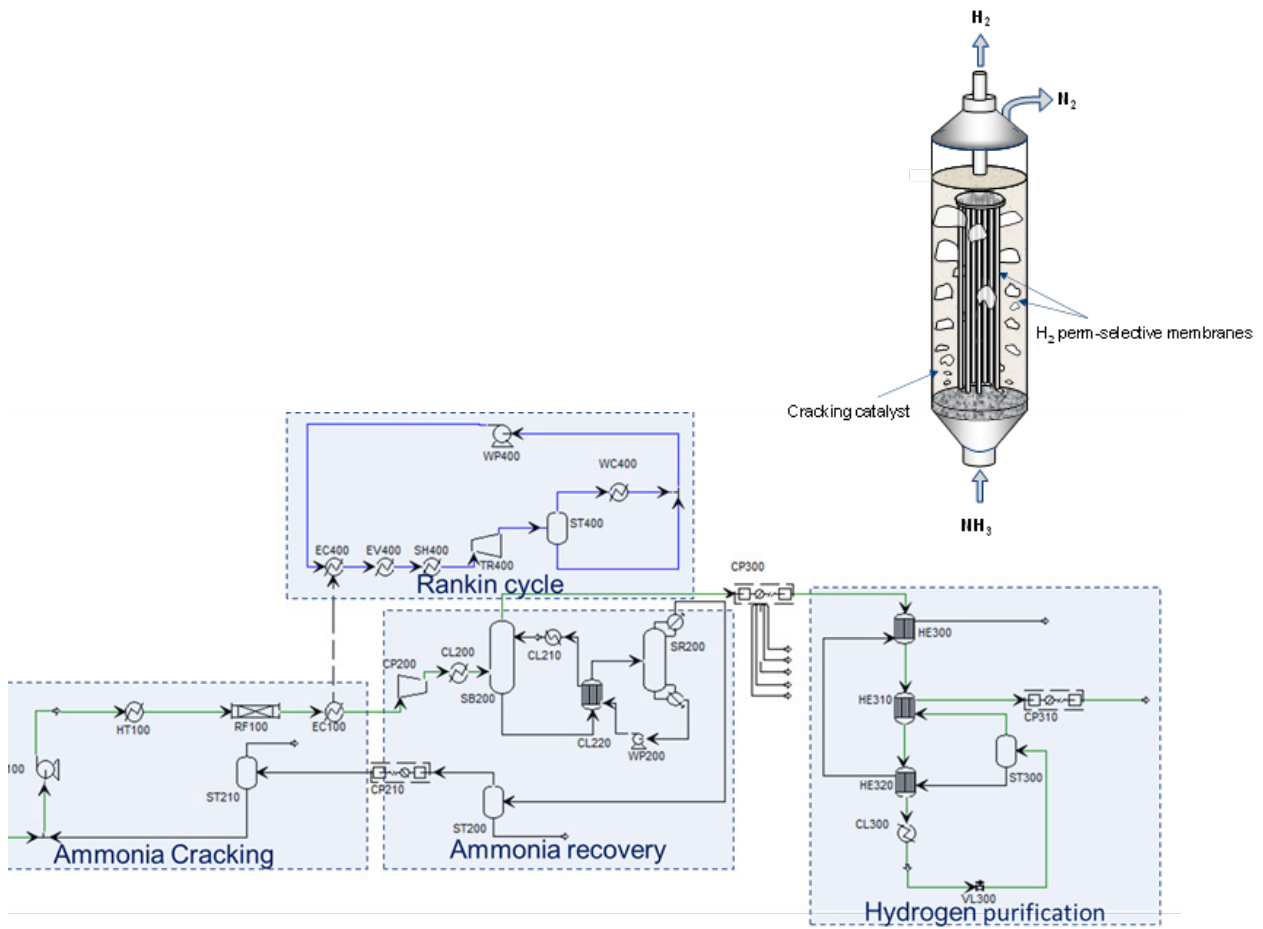 H2
N2
H2 perm-selective membranes
Cracking catalyst
NH3
WP400
WC400
ST400
EC400
EV400
SH400
TR400
Rankin cycle
CP300
HE300
SR200
CL210
CL200
CP200
SB200
CL220
WP200
HE310
CP310
HT100
RF100
EC100
100
ST210
CP210
ST200
ST300
HE320
CL300
VL300
Ammonia Cracking
Ammonia recovery
Hydrogen purification